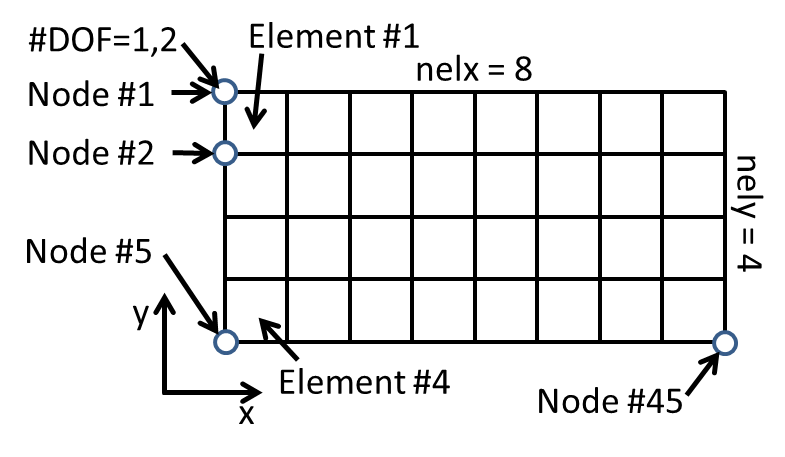 #DOF=1,2
Element #1
nelx = 8
Node #1
Node #2
nely = 4
Node #5
y
x
Element #4
Node #45